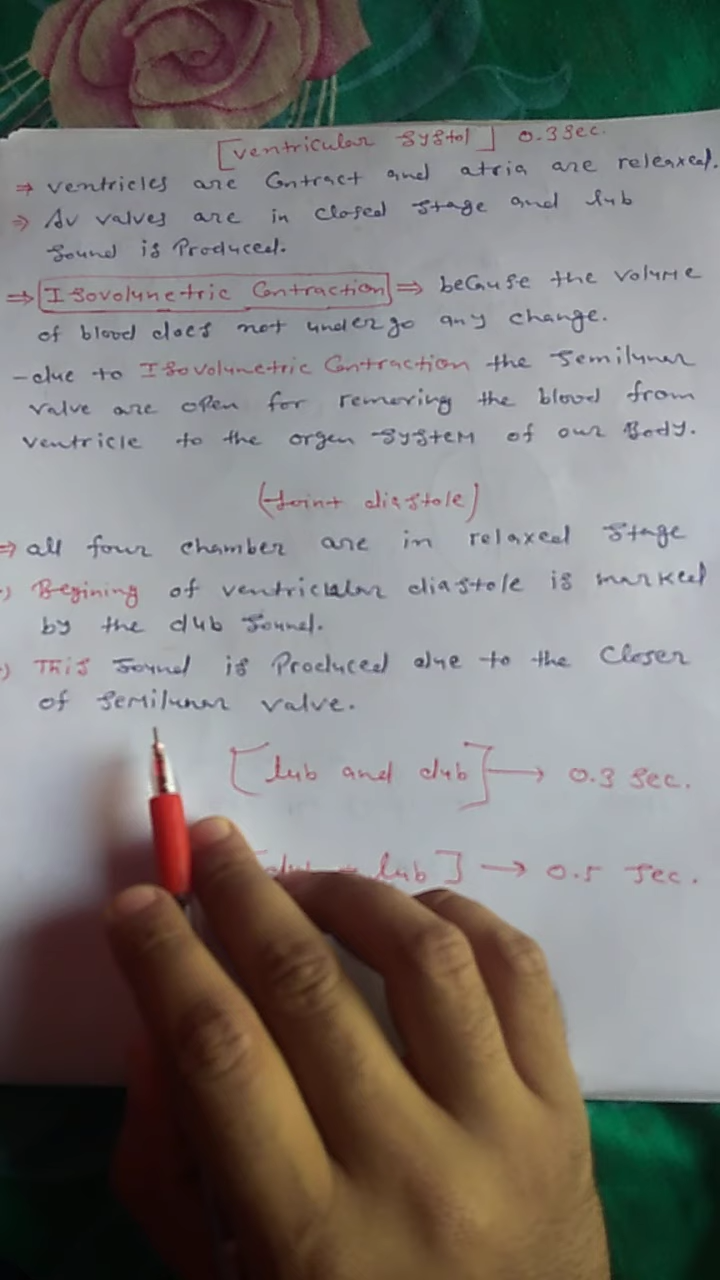 [ventricular systol] 0.3 sec.
⇒ ventricles are Contract and atria are releaxed.
⇒ AV valves are in closed stage and lub
sound is Produced.
⇒ Isovolumetric Contraction ⇒ because the volume
of blood does not undergo any change.
- due to Isovolumetric Contraction the semilunar
valve are open for removing the blood from
ventricle to the orgen system of our Body.
(Joint diastole)
⇒ all four chamber are in relaxed stage
Begining of ventricular diastole is marked
by the dub sound.
This sound is Produced due to the closer
of semilunar valve.
[lub and dub] → 0.3 sec.
lub] → 0.5 sec.